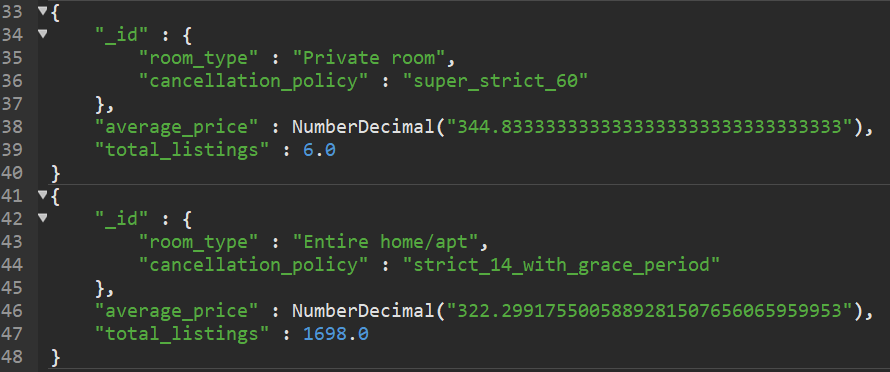 33 {
34 "_id" : {
35 "room_type" : "Private room",
36 "cancellation_policy" : "super_strict_60"
37 },
38 "average_price" : NumberDecimal("344.8333333333333333333333333333333"),
39 "total_listings" : 6.0
40 }
41 {
42 "_id" : {
43 "room_type" : "Entire home/apt",
44 "cancellation_policy" : "strict_14_with_grace_period"
45 },
46 "average_price" : NumberDecimal("322.2991755005889281507656065959953"),
47 "total_listings" : 1698.0
48 }